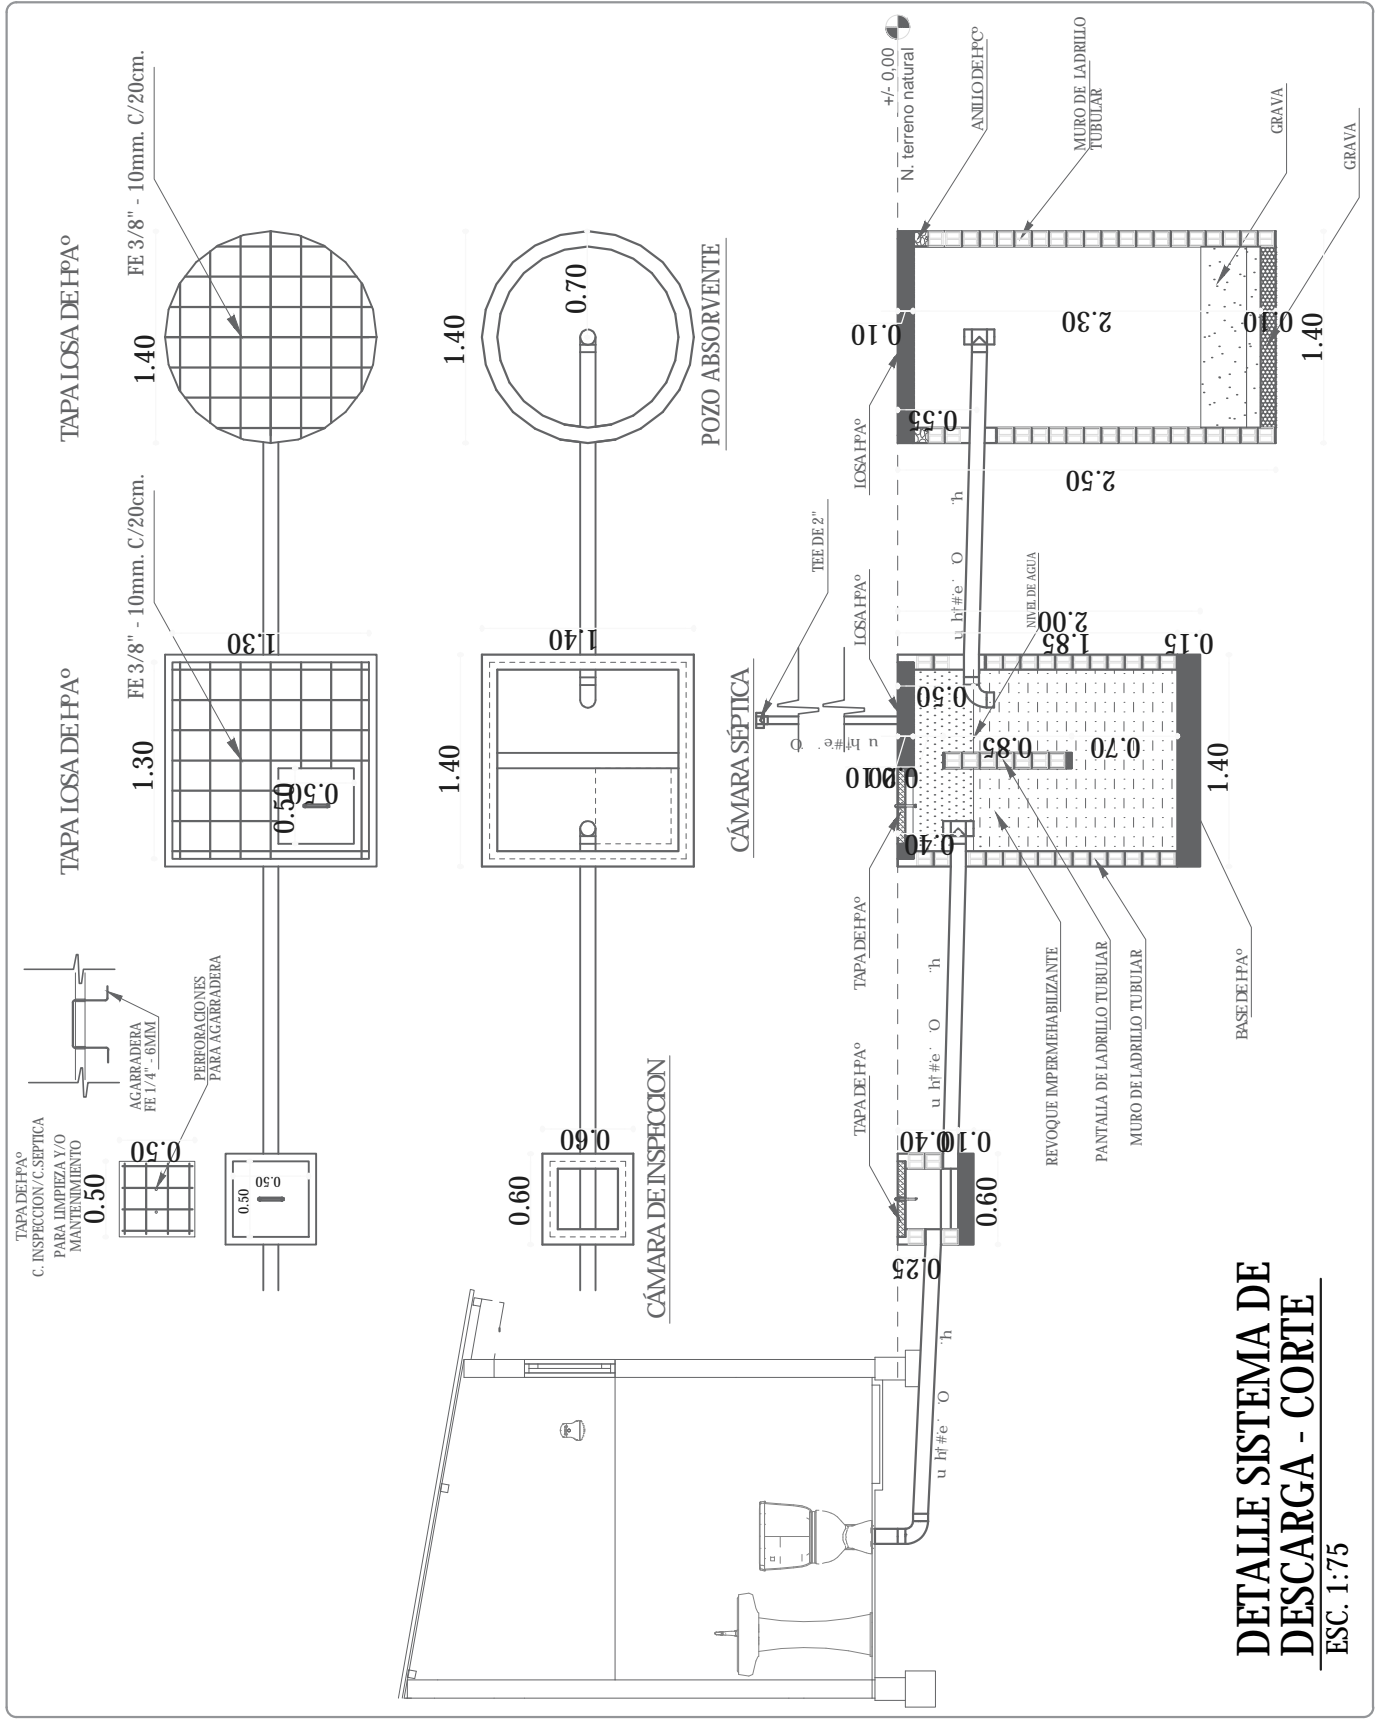 TAPA DE HºAº
C. INSPECCION/C.SEPTICA
PARA LIMPIEZA Y/O
MANTENIMIENTO
0.50
0.50
AGARRADERA
FE 1/4" - 6MM
PERFORACIONES
PARA AGARRADERA
0.50
0.50
TAPA LOSA DE HºAº
1.30
1.30
FE 3/8" - 10mm. C/20cm.
0.50
0.50
TAPA LOSA DE HºAº
1.40
FE 3/8" - 10mm. C/20cm.
0.60
0.60
CÁMARA DE INSPECCION
1.40
1.40
CÁMARA SÉPTICA
1.40
0.70
POZO ABSORVENTE
TEE DE 2"
+/- 0,00
N. terreno natural
TAPA DE HºAº
TAPA DE HºAº
LOSA HºAº
LOSA HºAº
ANILLO DE HºCº
MURO DE LADRILLO
TUBULAR
GRAVA
GRAVA
0.25
0.40
0.10
0.60
0.40
0.10
0.50
0.85
0.70
NIVEL DE AGUA
2.00
1.85
0.15
1.40
0.10
0.55
2.30
2.50
0.10
1.40
REVOQUE IMPERMEHABILIZANTE
PANTALLA DE LADRILLO TUBULAR
MURO DE LADRILLO TUBULAR
BASE DE HºAº
DETALLE SISTEMA DE
DESCARGA - CORTE
ESC. 1:75